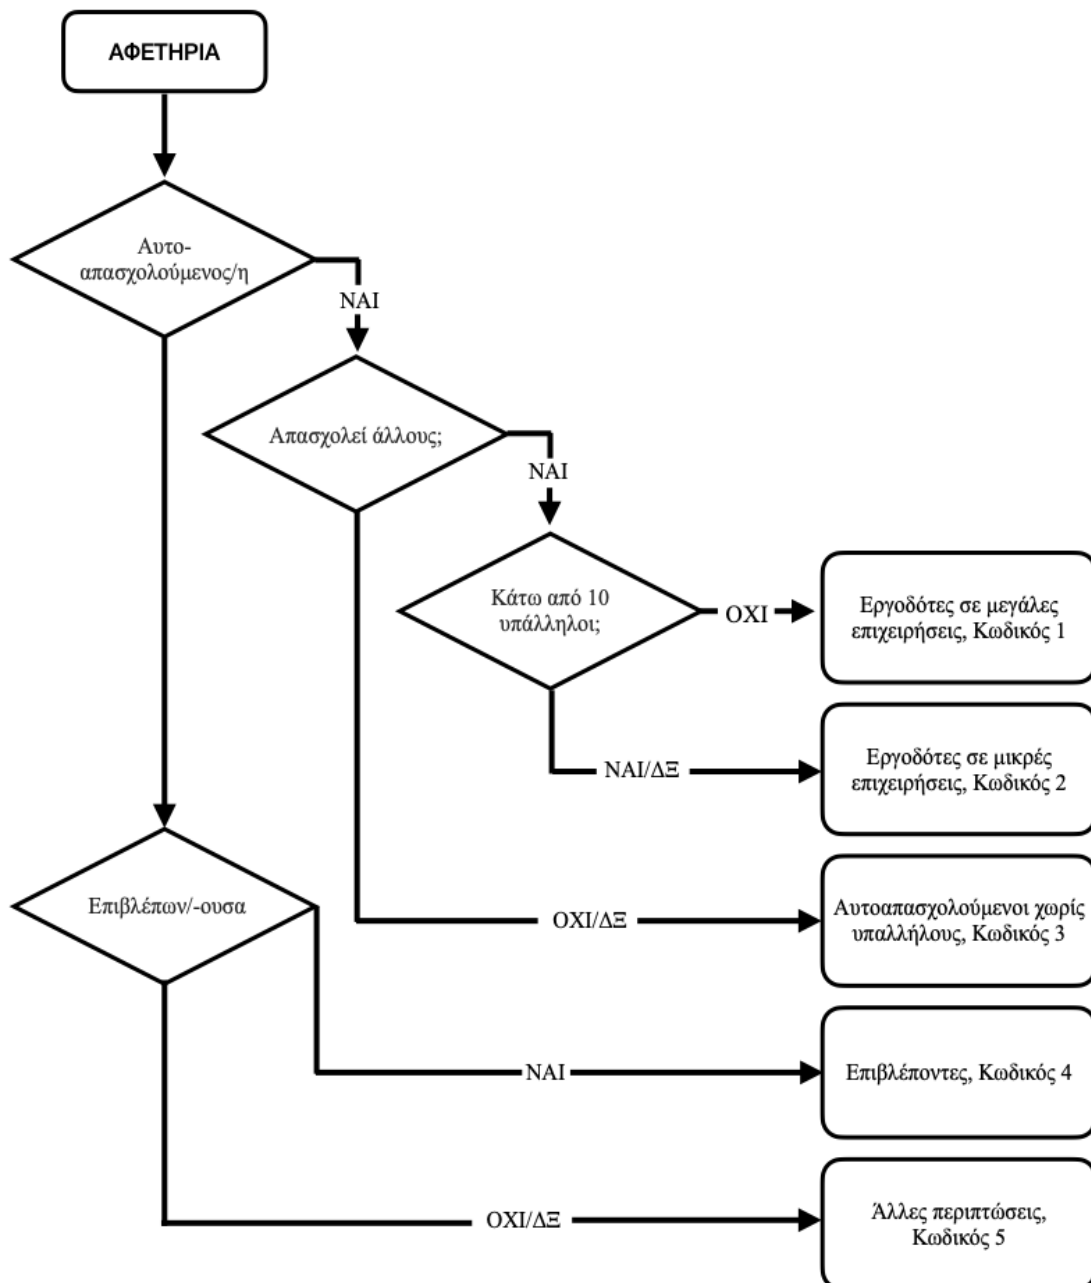 ΑΦΕΤΗΡΙΑ
Αυτο-
απασχολούμενος/η
ΝΑΙ
Απασχολεί άλλους;
ΝΑΙ
Κάτω από 10
υπάλληλοι;
ΟΧΙ
Εργοδότες σε μεγάλες
επιχειρήσεις, Κωδικός 1
ΝΑΙ/ΔΞ
Εργοδότες σε μικρές
επιχειρήσεις, Κωδικός 2
ΟΧΙ/ΔΞ
Αυτοαπασχολούμενοι χωρίς
υπαλλήλους, Κωδικός 3
Επιβλέπων/-ουσα
ΝΑΙ
Επιβλέποντες, Κωδικός 4
ΟΧΙ/ΔΞ
Άλλες περιπτώσεις,
Κωδικός 5